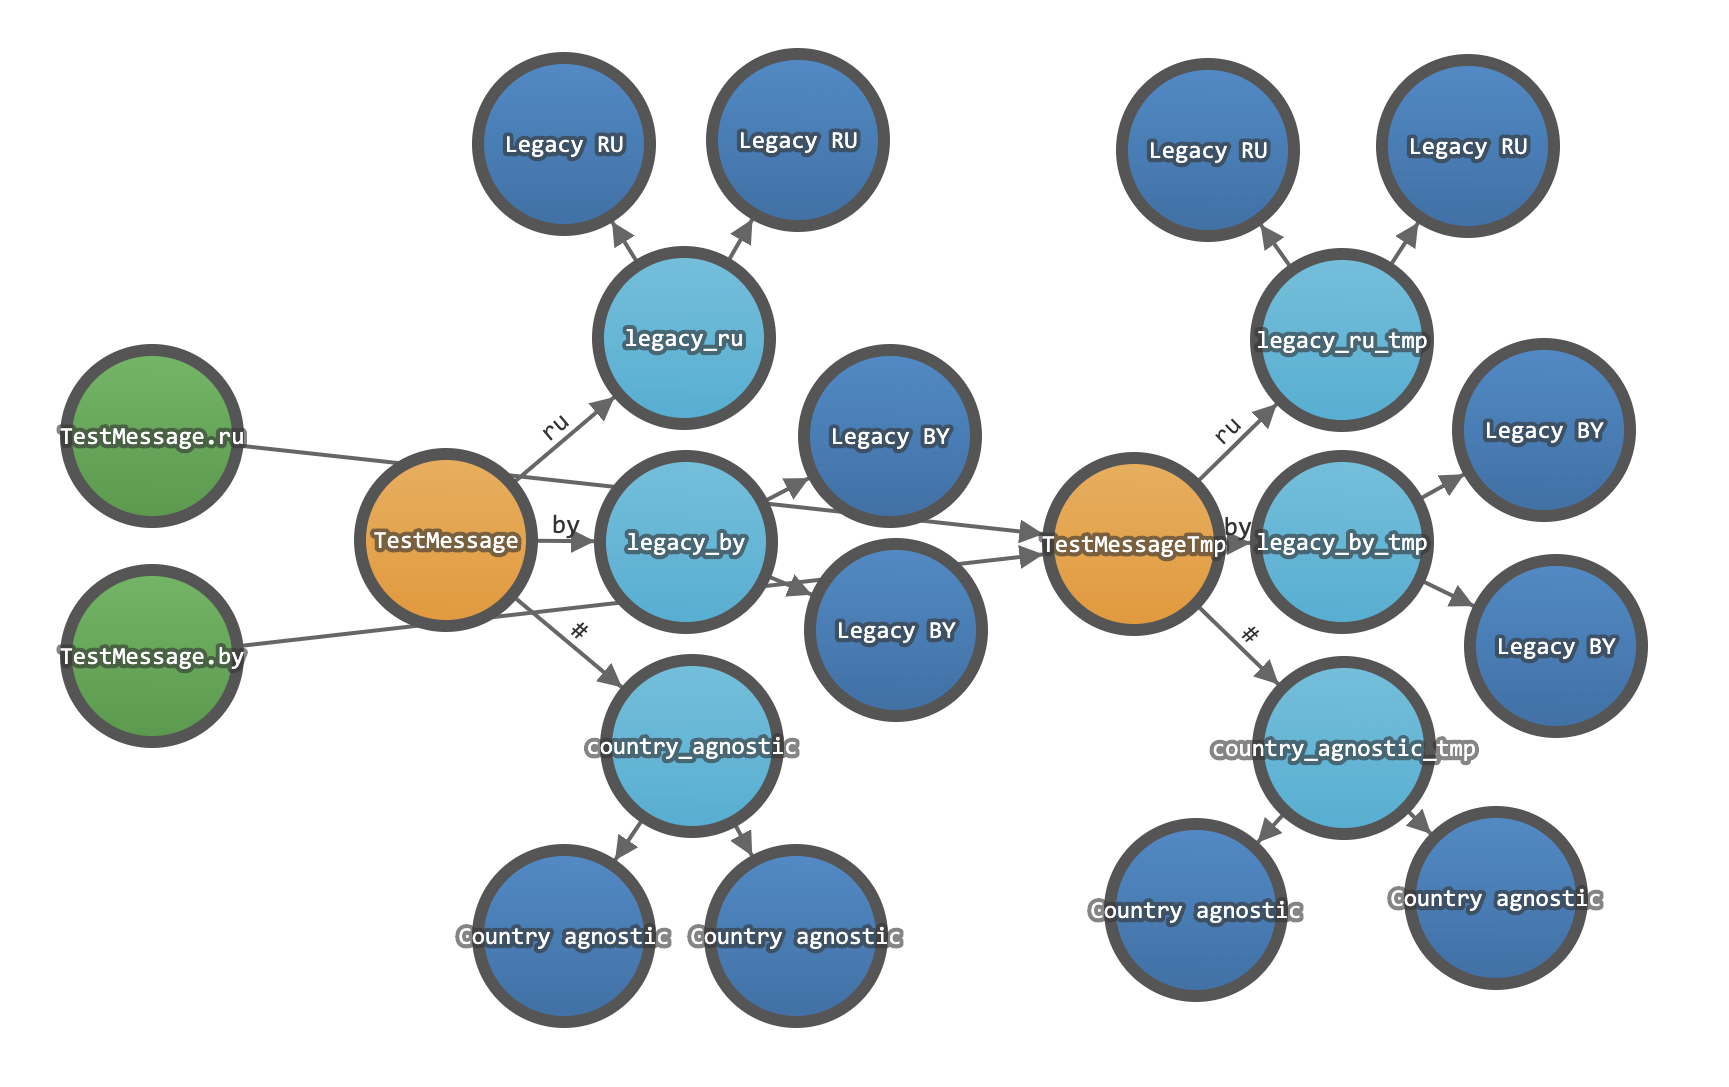 Legacy RU
Legacy RU
Legacy RU
Legacy RU
legacy_ru
legacy_ru_tmp
ru
ru
TestMessage.ru
Legacy BY
Legacy BY
by
by
TestMessage
legacy_by
TestMessageTmp
legacy_by_tmp
#
#
Legacy BY
Legacy BY
TestMessage.by
country_agnostic
country_agnostic_tmp
Country agnostic
Country agnostic
Country agnostic
Country agnostic